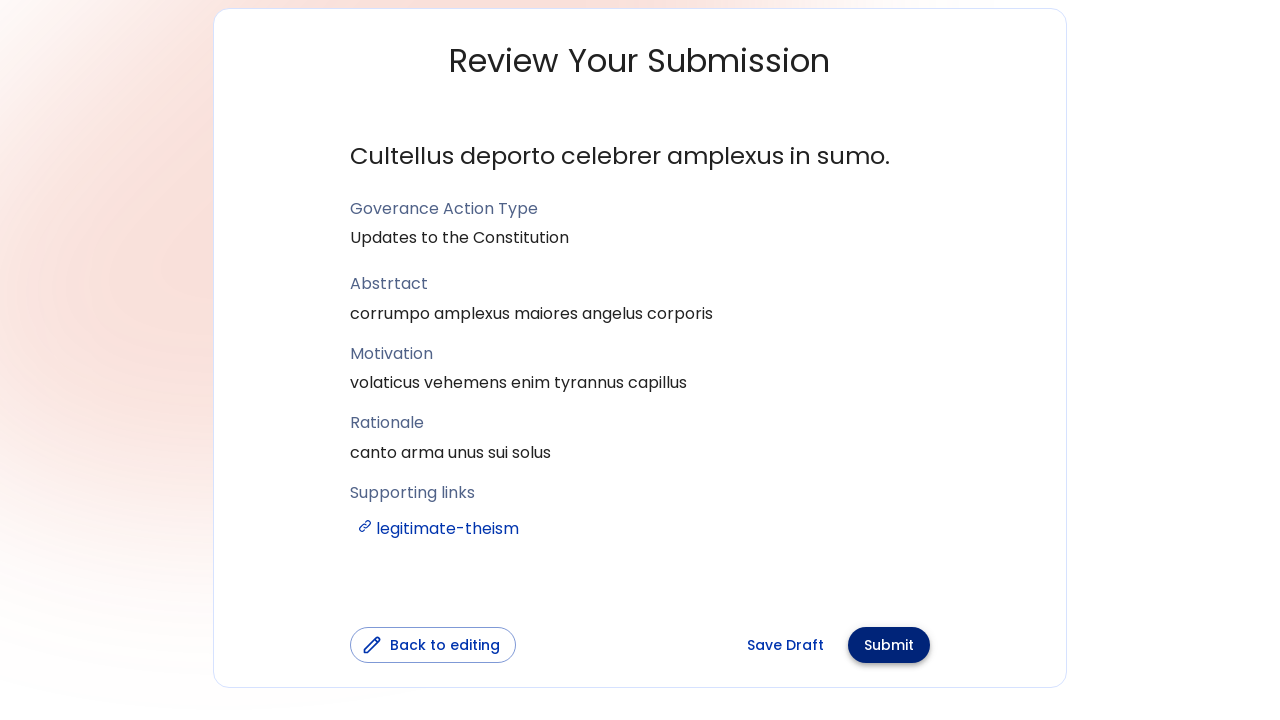 Review Your Submission
Cultellus deporto celebrer amplexus in sumo.
Goverance Action Type
Updates to the Constitution
Abstrtact
corrumpo amplexus maiores angelus corporis
Motivation
volaticus vehemens enim tyrannus capillus
Rationale
canto arma unus sui solus
Supporting links
legitimate-theism
Back to editing
Save Draft
Submit